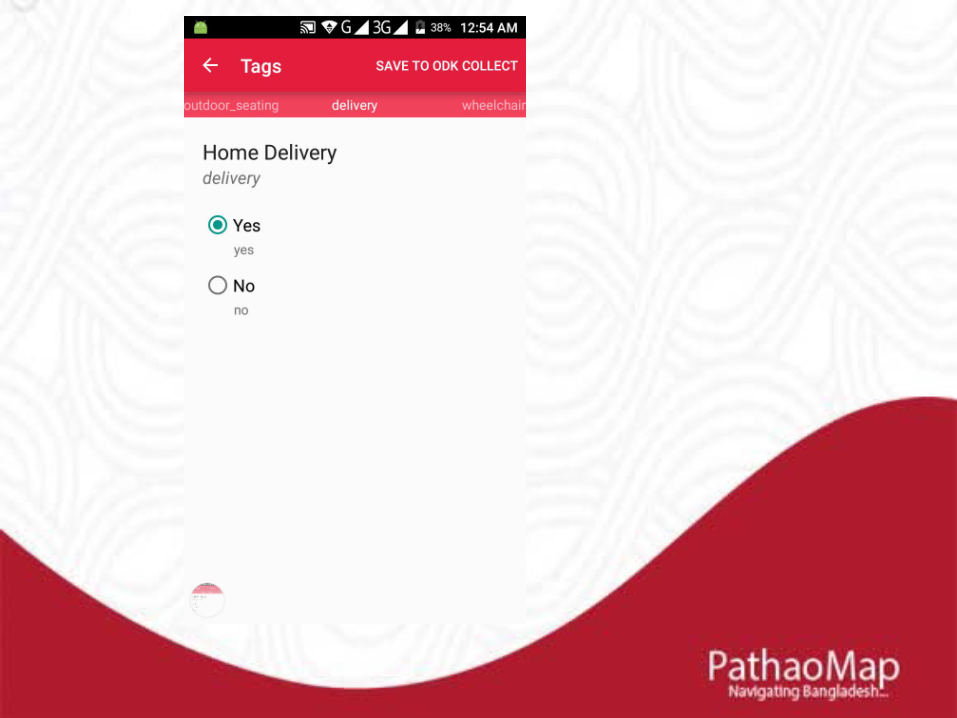 G 3G 38% 12:54 AM
Tags SAVE TO ODK COLLECT
outdoor_seating delivery wheelchair
Home Delivery
delivery
Yes
yes
No
no
PathaoMap
Navigating Bangladesh...